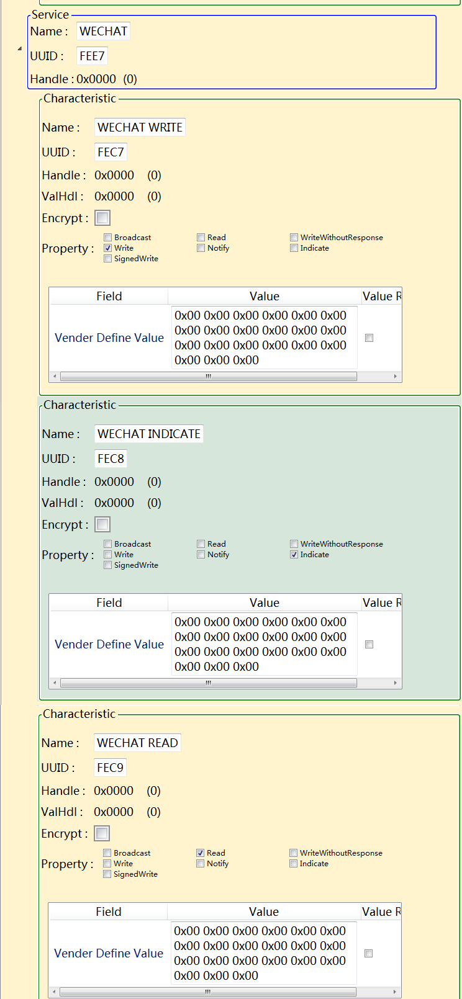 Service
Name : WECHAT
UUID : FEE7
Handle : 0x0000 (0)
Characteristic
Name : WECHAT WRITE
UUID : FEC7
Handle : 0x0000 (0)
ValHdl : 0x0000 (0)
Encrypt :
Broadcast Read WriteWithoutResponse
Property : Write Notify Indicate
SignedWrite
Field Value Value R
0x00 0x00 0x00 0x00 0x00 0x00
Vender Define Value 0x00 0x00 0x00 0x00 0x00 0x00
0x00 0x00 0x00 0x00 0x00 0x00
0x00 0x00 0x00
Characteristic
Name : WECHAT INDICATE
UUID : FEC8
Handle : 0x0000 (0)
ValHdl : 0x0000 (0)
Encrypt :
Broadcast Read WriteWithoutResponse
Property : Write Notify Indicate
SignedWrite
Field Value Value R
0x00 0x00 0x00 0x00 0x00 0x00
Vender Define Value 0x00 0x00 0x00 0x00 0x00 0x00
0x00 0x00 0x00 0x00 0x00 0x00
0x00 0x00 0x00
Characteristic
Name : WECHAT READ
UUID : FEC9
Handle : 0x0000 (0)
ValHdl : 0x0000 (0)
Encrypt :
Broadcast Read WriteWithoutResponse
Property : Write Notify Indicate
SignedWrite
Field Value Value R
0x00 0x00 0x00 0x00 0x00 0x00
Vender Define Value 0x00 0x00 0x00 0x00 0x00 0x00
0x00 0x00 0x00 0x00 0x00 0x00
0x00 0x00 0x00